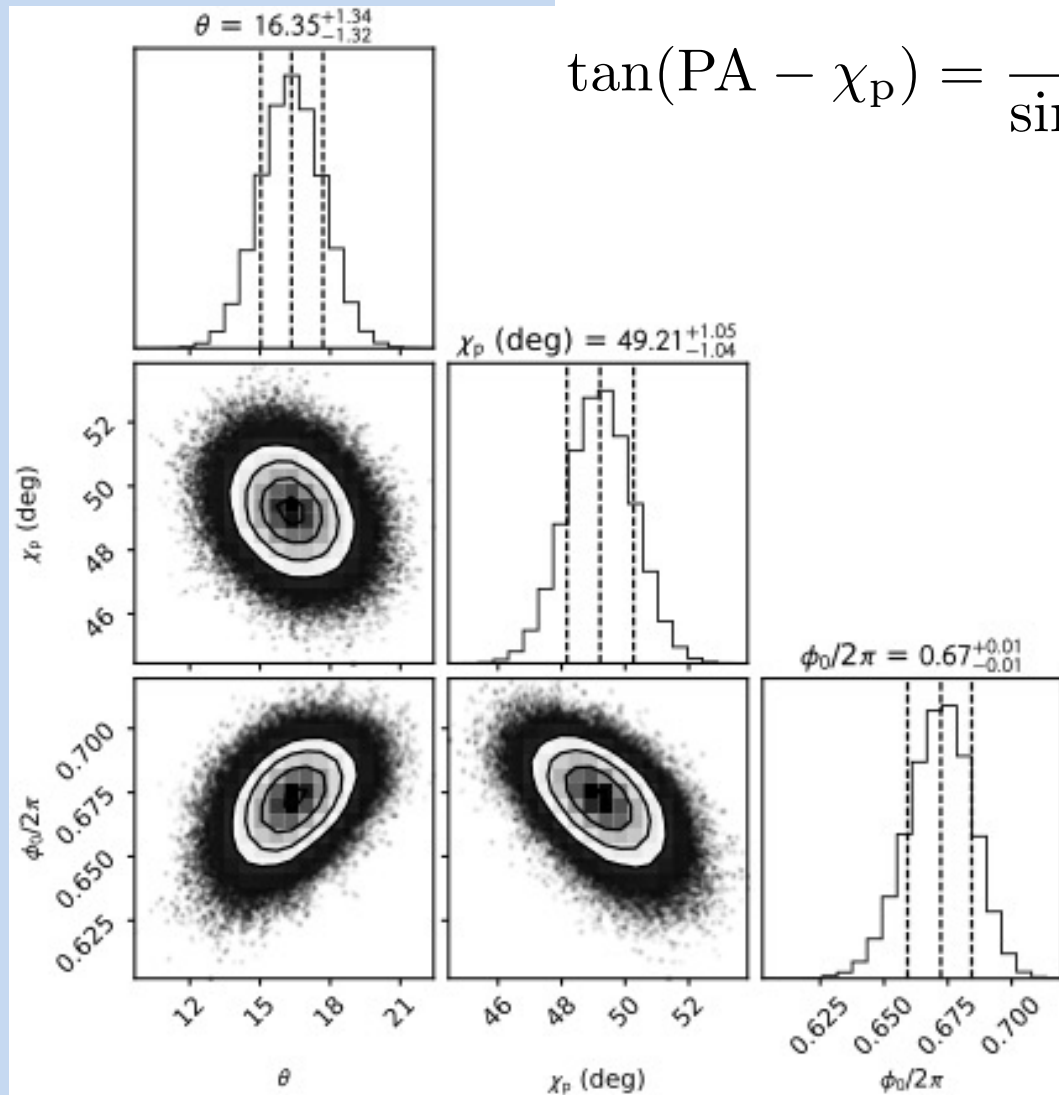 θ = 16.35+1.34−1.32
tan(PA − χp) =
sin
χp (deg) = 49.21+1.05−1.04
52
50
48
46
χp (deg)
ϕ0/2π = 0.67+0.01−0.01
0.700
0.675
0.650
0.625
ϕ0/2π
12 15 18 21
46 48 50 52
0.625 0.650 0.675 0.700
θ
χp (deg)
ϕ0/2π